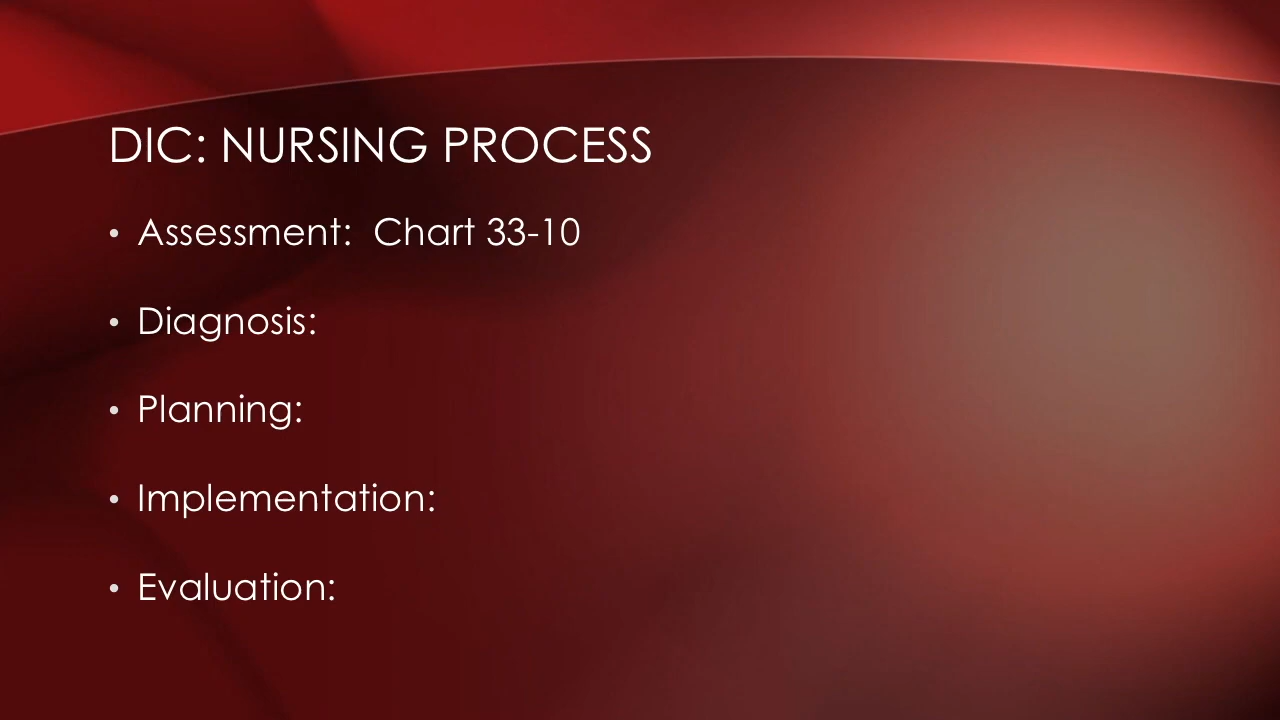 DIC: NURSING PROCESS
• Assessment:  Chart 33-10
• Diagnosis:
• Planning:
• Implementation:
• Evaluation: